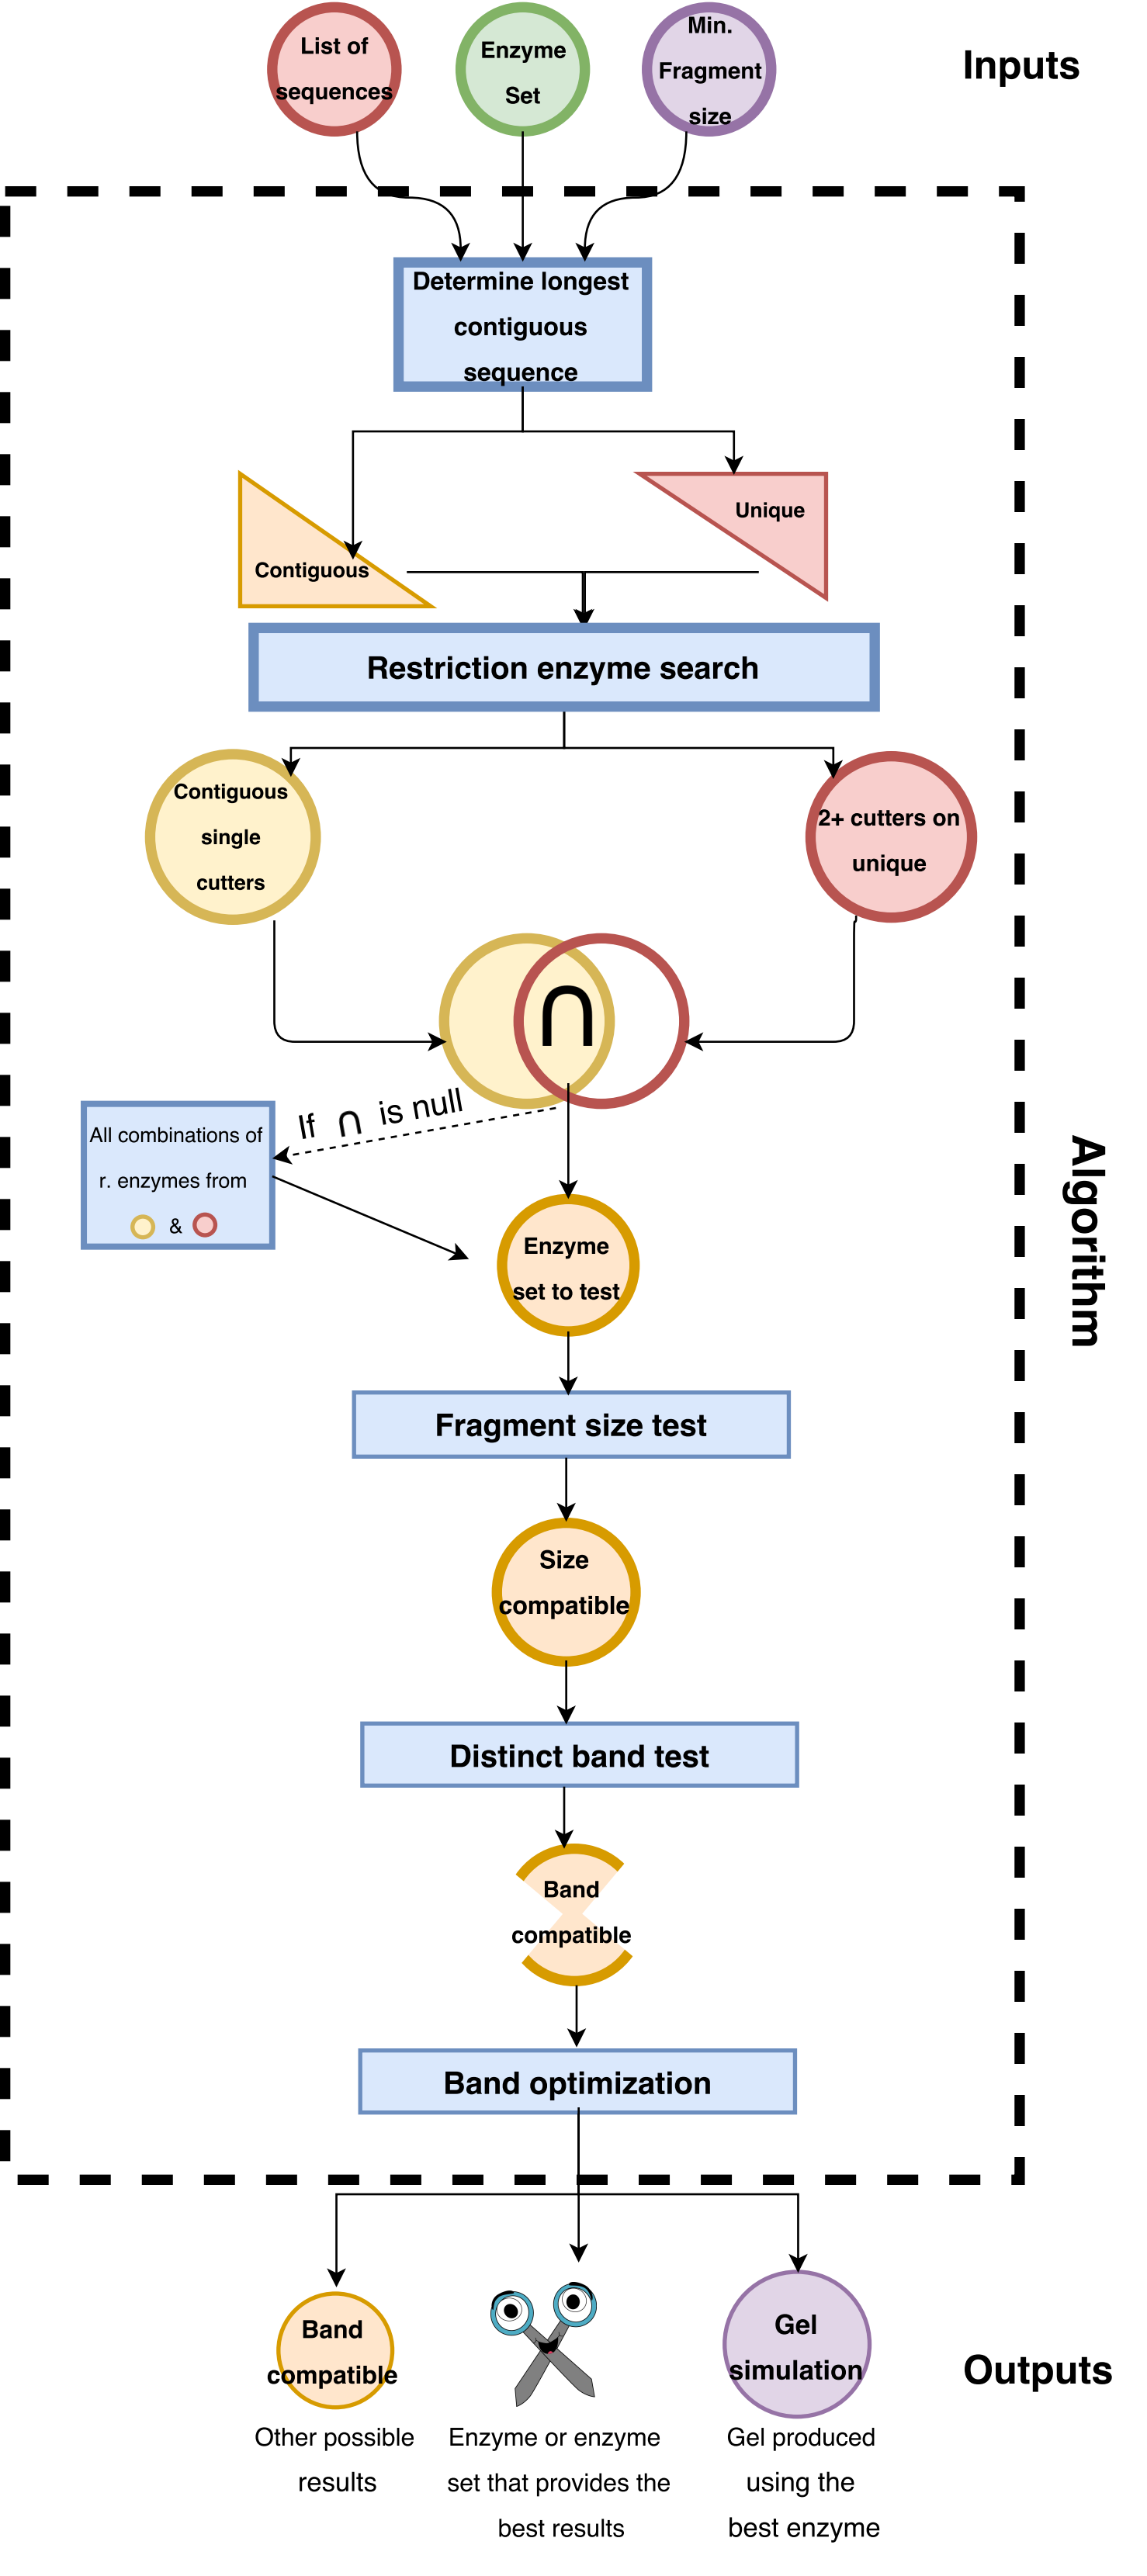 List of
sequences
Enzyme
Set
Min.
Fragment
size
Inputs
Determine longest
contiguous
sequence
Contiguous
Unique
Restriction enzyme search
Contiguous
single
cutters
2+ cutters on
unique
∩
If ∩ is null
All combinations of
r. enzymes from
&
Enzyme
set to test
Algorithm
Fragment size test
Size
compatible
Distinct band test
Band
compatible
Band optimization
Band
compatible
Gel
simulation
Outputs
Other possible
results
Enzyme or enzyme
set that provides the
best results
Gel produced
using the
best enzyme